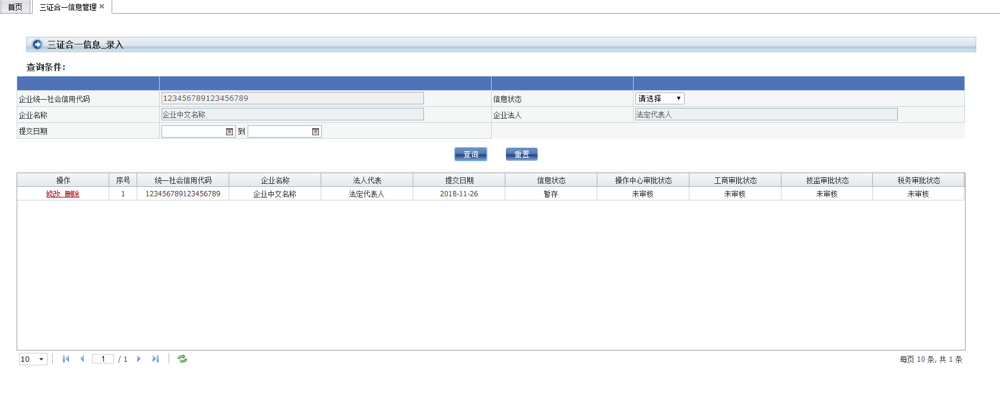 首页 三证合一信息管理 ×
三证合一信息_录入
查询条件:
企业统一社会信用代码 123456789123456789 信息状态 请选择
企业名称 企业中文名称 企业法人 法定代表人
提交日期 到
查询 重置
操作 序号 统一社会信用代码 企业名称 法人代表 提交日期 信息状态 操作中心审批状态 工商审批状态 技监审批状态 税务审批状态
修改 删除 1 123456789123456789 企业中文名称 法定代表人 2018-11-26 暂存 未审核 未审核 未审核 未审核
10 1 / 1 每页 10 条, 共 1 条